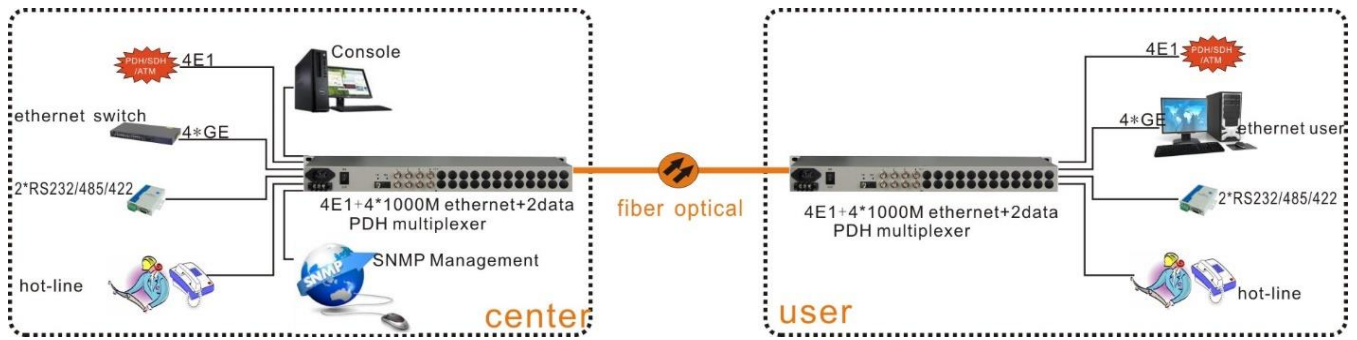 PDH/SDH
/ATM
4E1
Console
ethernet switch
4*GE
2*RS232/485/422
4E1+4*1000M ethernet+2data
PDH multiplexer
SNMP
SNMP Management
hot-line
center
fiber optical
4E1
PDH/SDH
/ATM
4*GE
ethernet user
2*RS232/485/422
4E1+4*1000M ethernet+2data
PDH multiplexer
hot-line
user